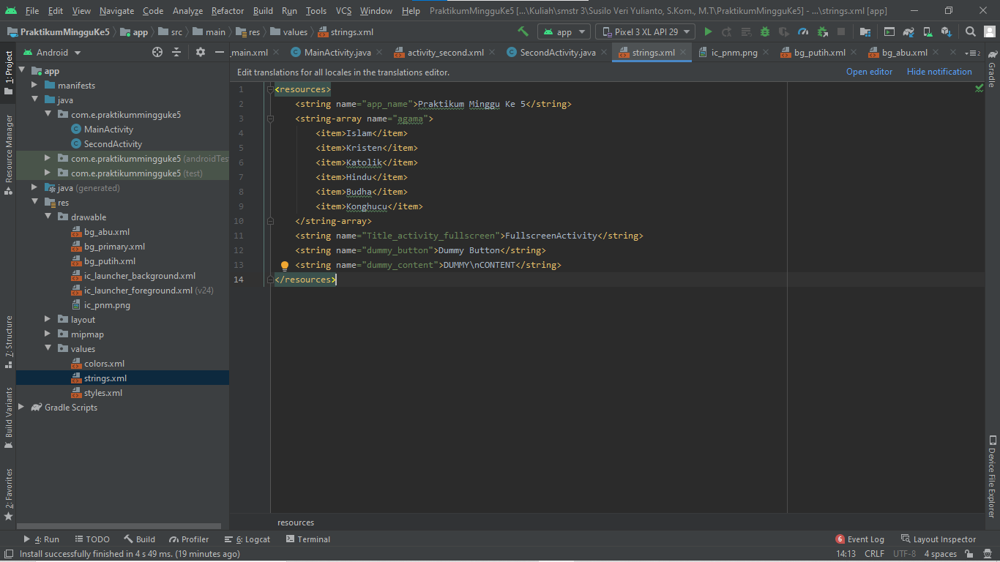 File Edit View Navigate Code Analyze Refactor Build Run Tools VCS Window Help PraktikumMingguKe5 [...\Kuliah\smstr 3\Susilo Veri Yulianto, S.Kom., M.T\PraktikumMingguKe5] - ...\strings.xml [app]
PraktikumMingguKe5 app src main res values strings.xml app Pixel 3 XL API 29
Android _main.xml MainActivity.java activity_second.xml SecondActivity.java strings.xml ic_pnm.png bg_putih.xml bg_abu.xml 2
Edit translations for all locales in the translations editor. Open editor Hide notification
1: Project
Resource Manager
7: Structure
Build Variants
2: Favorites
app
manifests
java
com.e.praktikummingguke5
MainActivity
SecondActivity
com.e.praktikummingguke5 (androidTes
com.e.praktikummingguke5 (test)
java (generated)
res
drawable
bg_abu.xml
bg_primary.xml
bg_putih.xml
ic_launcher_background.xml
ic_launcher_foreground.xml (v24)
ic_pnm.png
layout
mipmap
values
colors.xml
strings.xml
styles.xml
Gradle Scripts
1 <resources>
2 <string name="app_name">Praktikum Minggu Ke 5</string>
3 <string-array name="agama">
4 <item>Islam</item>
5 <item>Kristen</item>
6 <item>Katolik</item>
7 <item>Hindu</item>
8 <item>Budha</item>
9 <item>Konghucu</item>
10 </string-array>
11 <string name="Title_activity_fullscreen">FullscreenActivity</string>
12 <string name="dummy_button">Dummy Button</string>
13 <string name="dummy_content">DUMMY\nCONTENT</string>
14 </resources>
Gradle
Device File Explorer
resources
4: Run TODO Build Profiler 6: Logcat Terminal 6 Event Log Layout Inspector
Install successfully finished in 4 s 49 ms. (19 minutes ago) 14:13 CRLF UTF-8 4 spaces